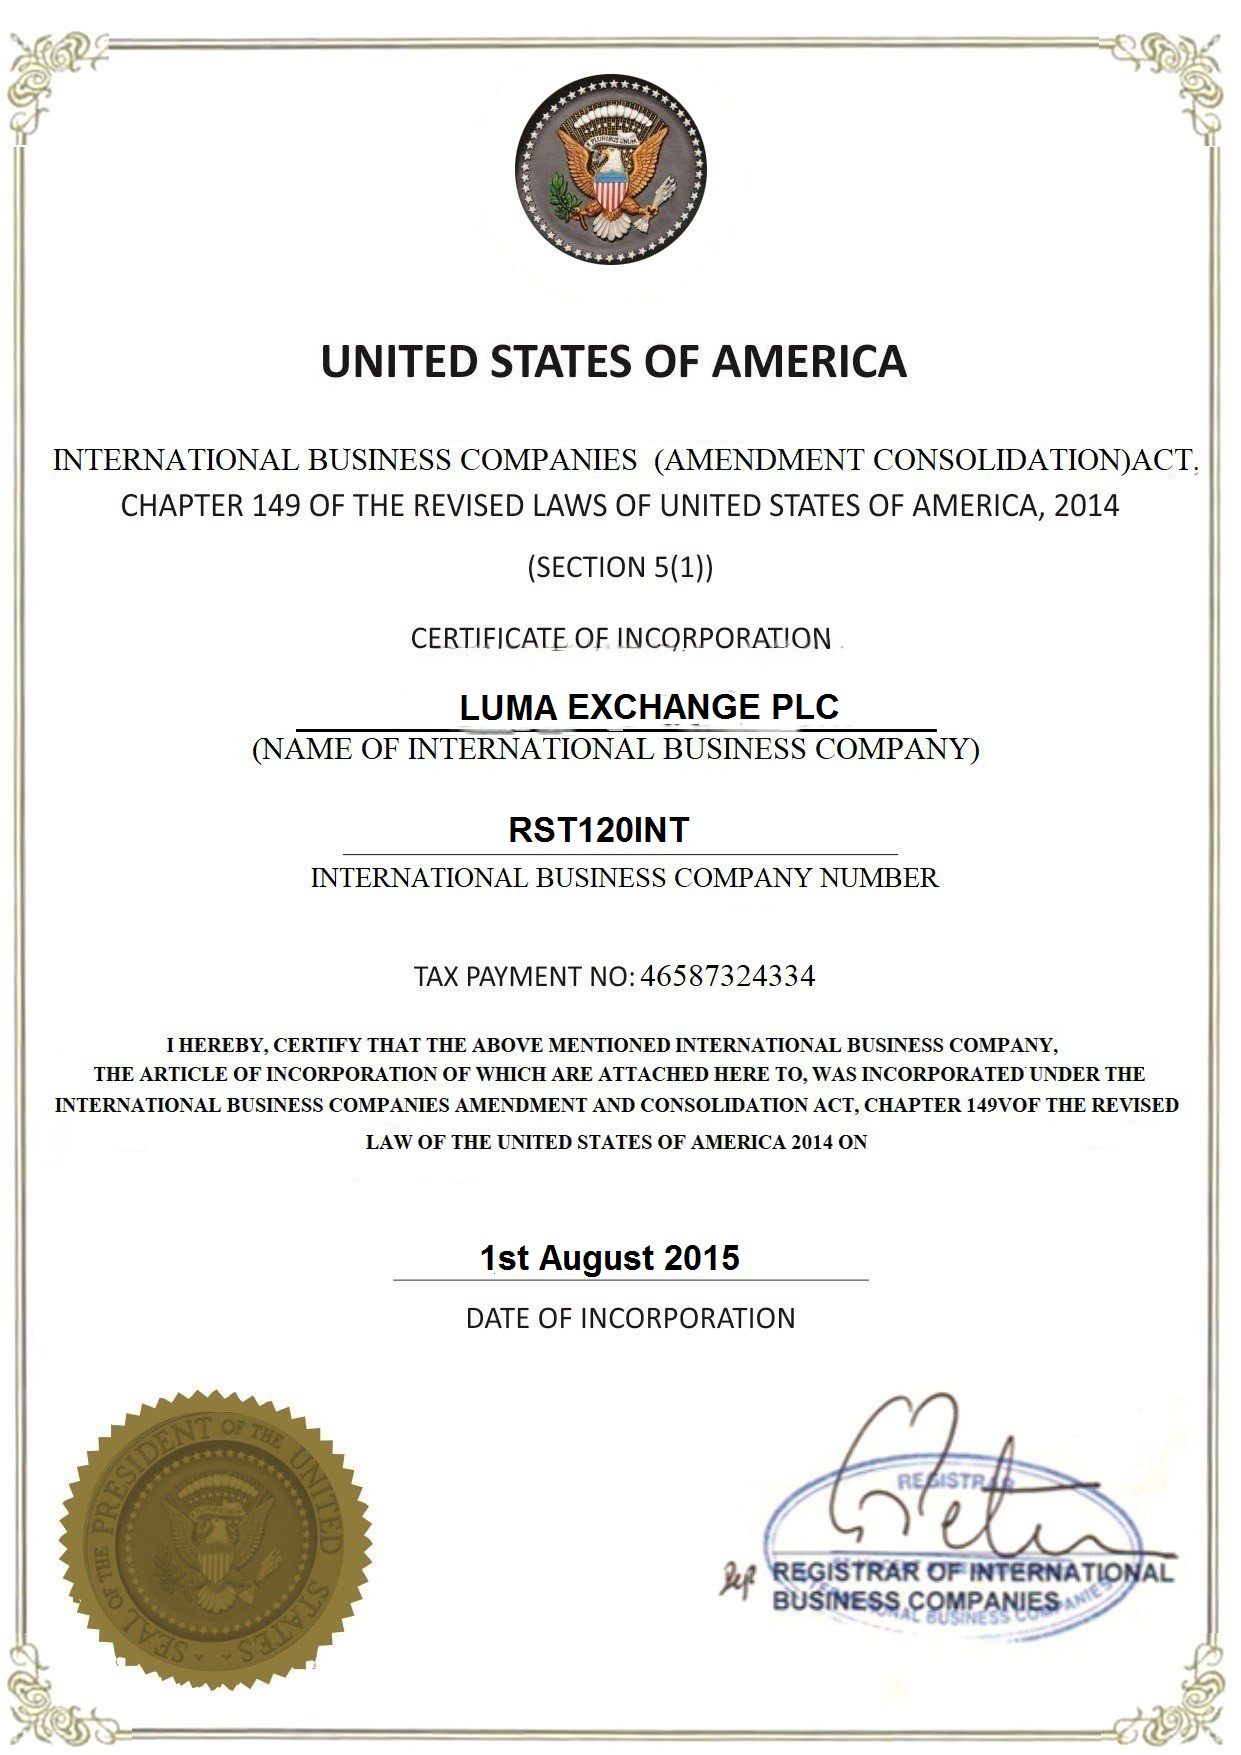 E PLURIBUS UNUM
UNITED STATES OF AMERICA
INTERNATIONAL BUSINESS COMPANIES (AMENDMENT CONSOLIDATION)ACT,
CHAPTER 149 OF THE REVISED LAWS OF UNITED STATES OF AMERICA, 2014
(SECTION 5(1))
CERTIFICATE OF INCORPORATION
LUMA EXCHANGE PLC
(NAME OF INTERNATIONAL BUSINESS COMPANY)
RST120INT
INTERNATIONAL BUSINESS COMPANY NUMBER
TAX PAYMENT NO: 46587324334
I HEREBY, CERTIFY THAT THE ABOVE MENTIONED INTERNATIONAL BUSINESS COMPANY,
THE ARTICLE OF INCORPORATION OF WHICH ARE ATTACHED HERE TO, WAS INCORPORATED UNDER THE
INTERNATIONAL BUSINESS COMPANIES AMENDMENT AND CONSOLIDATION ACT, CHAPTER 149VOF THE REVISED
LAW OF THE UNITED STATES OF AMERICA 2014 ON
1st August 2015
DATE OF INCORPORATION
SEAL OF THE PRESIDENT OF THE UNITED STATES
REGISTRAR
REGISTRAR OF INTERNATIONAL
BUSINESS COMPANIES
BUSINESS COMPANIES